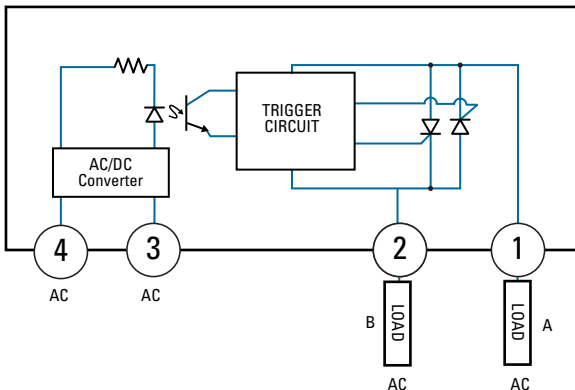 TRIGGER
CIRCUIT
AC/DC
Converter
4
3
2
1
AC
AC
B
LOAD
LOAD
A
AC
AC